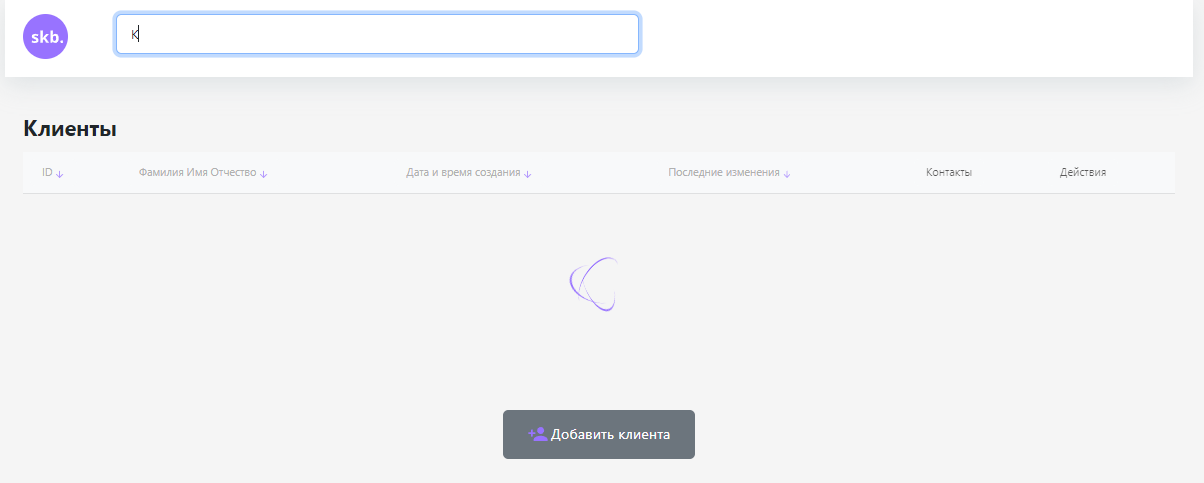 skb.
К
Клиенты
ID ↓ Фамилия Имя Отчество ↓ Дата и время создания ↓ Последние изменения ↓ Контакты Действия
Добавить клиента